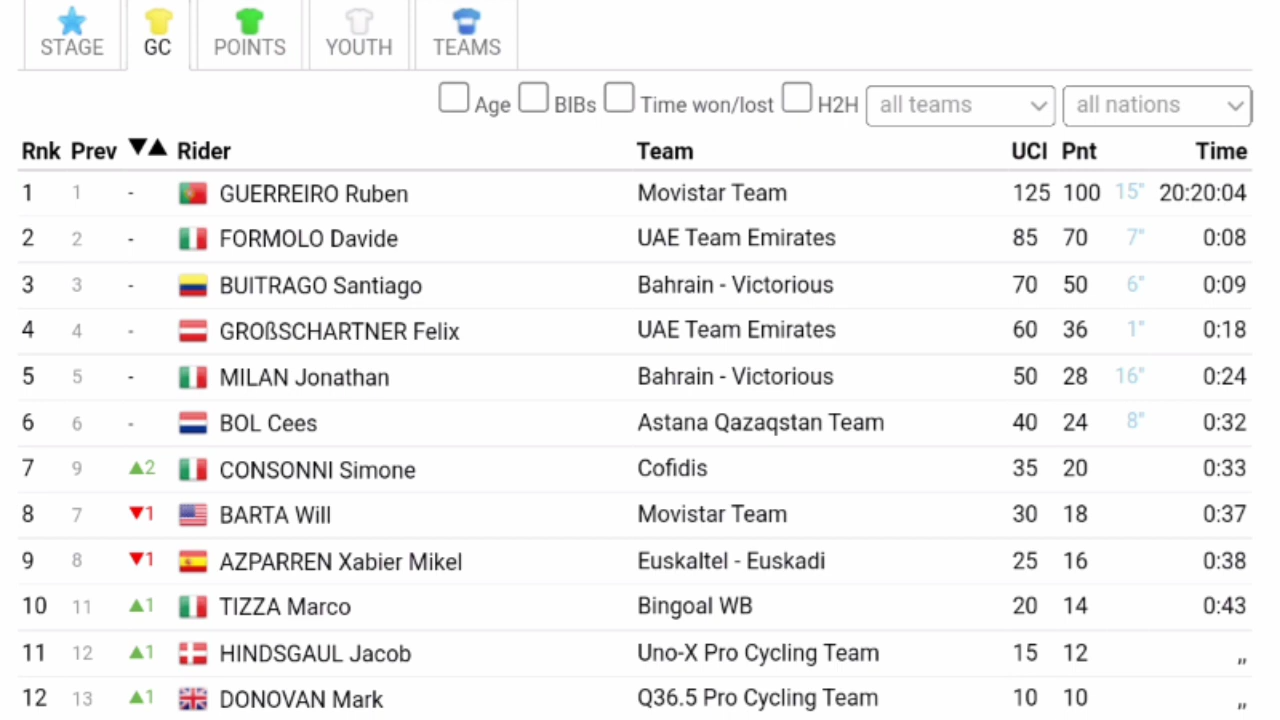 STAGE GC POINTS YOUTH TEAMS
Age BIBs Time won/lost H2H all teams all nations
Rnk Prev ▼▲ Rider Team UCI Pnt Time
1 1 - GUERREIRO Ruben Movistar Team 125 100 15" 20:20:04
2 2 - FORMOLO Davide UAE Team Emirates 85 70 7" 0:08
3 3 - BUITRAGO Santiago Bahrain - Victorious 70 50 6" 0:09
4 4 - GROßSCHARTNER Felix UAE Team Emirates 60 36 1" 0:18
5 5 - MILAN Jonathan Bahrain - Victorious 50 28 16" 0:24
6 6 - BOL Cees Astana Qazaqstan Team 40 24 8" 0:32
7 9 ▲2 CONSONNI Simone Cofidis 35 20 0:33
8 7 ▼1 BARTA Will Movistar Team 30 18 0:37
9 8 ▼1 AZPARREN Xabier Mikel Euskaltel - Euskadi 25 16 0:38
10 11 ▲1 TIZZA Marco Bingoal WB 20 14 0:43
11 12 ▲1 HINDSGAUL Jacob Uno-X Pro Cycling Team 15 12 ,,
12 13 ▲1 DONOVAN Mark Q36.5 Pro Cycling Team 10 10 ,,